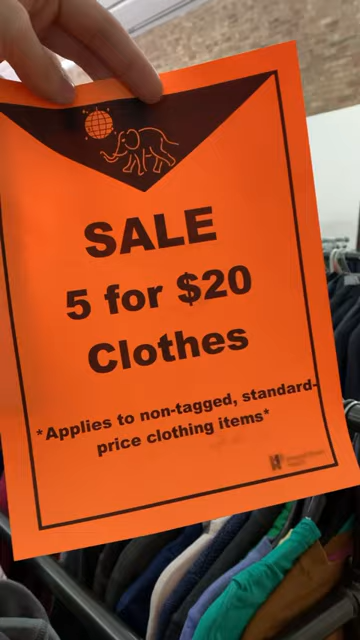 SALE
5 for $20
Clothes
*Applies to non-tagged, standard-
price clothing items*